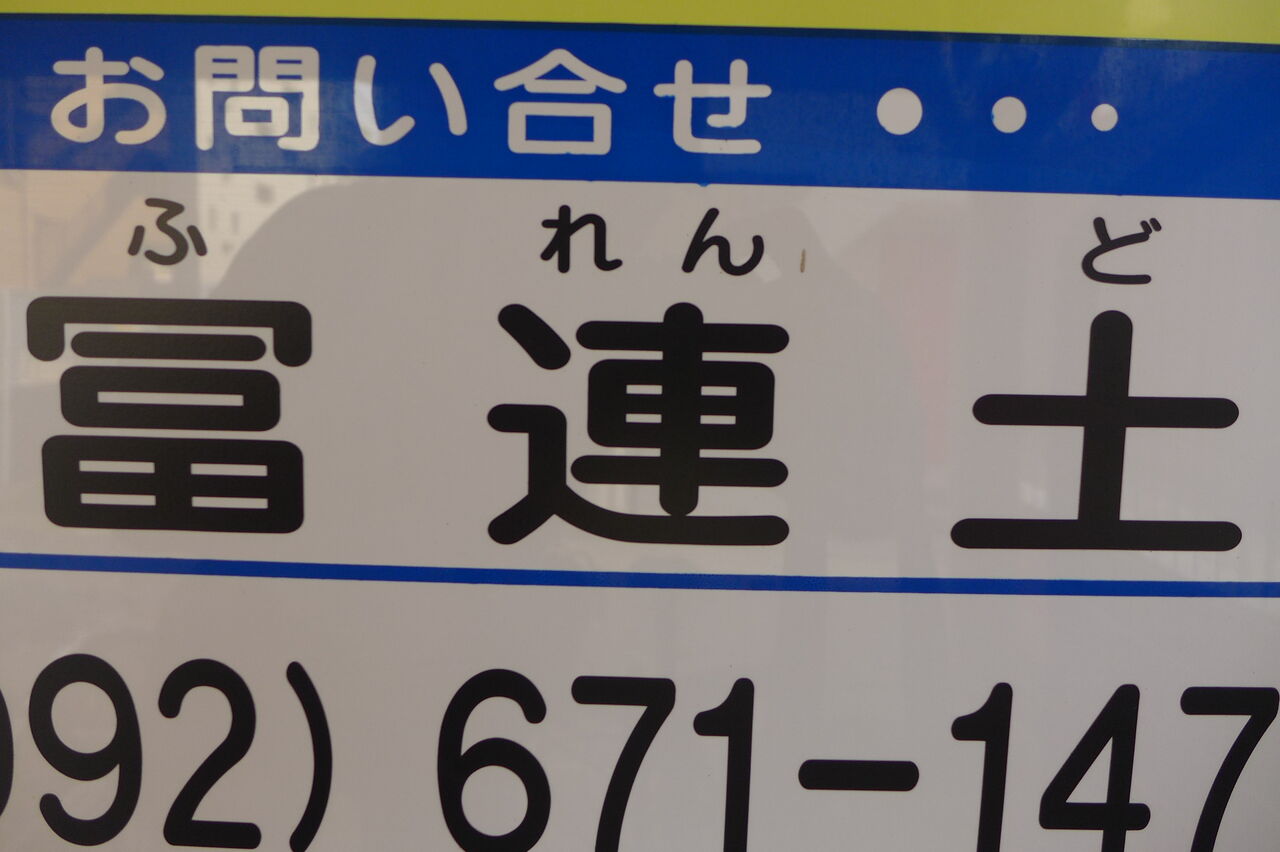 お問い合せ・・・
ふ れん ど
冨連土
092) 671-147